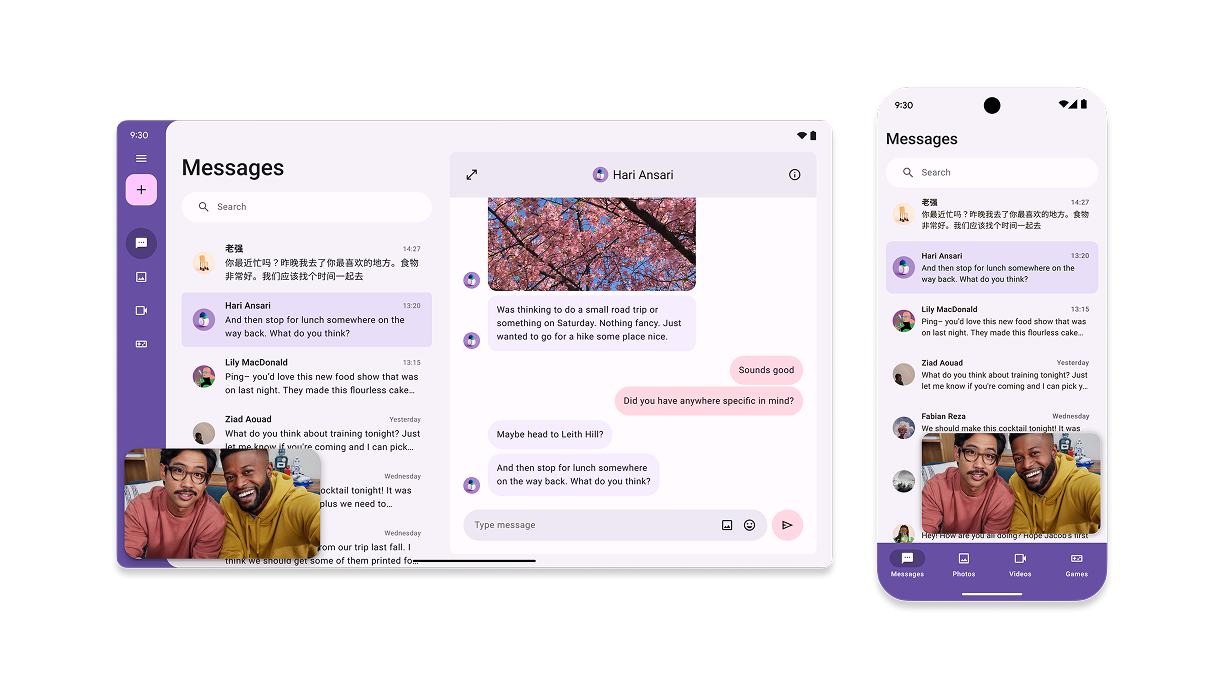 9:30
Messages
Search
老强 14:27
你最近忙吗？昨晚我去了你最喜欢的地方。食物
非常好。我们应该找个时间一起去
Hari Ansari 13:20
And then stop for lunch somewhere on the
way back. What do you think?
Lily MacDonald 13:15
Ping– you'd love this new food show that was
on last night. They made this flourless cake...
Ziad Aouad Yesterday
What do you think about training tonight? Just
let me know if you're coming and I can pick...
Wednesday
ocktail tonight! It was
plus we need to...
Wednesday
from our trip last fall. I
think we should get some of them printed fo...
Hari Ansari
Was thinking to do a small road trip or
something on Saturday. Nothing fancy. Just
wanted to go for a hike some place nice.
Sounds good
Did you have anywhere specific in mind?
Maybe head to Leith Hill?
And then stop for lunch somewhere
on the way back. What do you think?
Type message
9:30
Messages
Search
老强 14:27
你最近忙吗？昨晚我去了你最喜欢的地方。食物
非常好。我们应该找个时间一起去
Hari Ansari 13:20
And then stop for lunch somewhere on the
way back. What do you think?
Lily MacDonald 13:15
Ping– you'd love this new food show that was
on last night. They made this flourless cake...
Ziad Aouad Yesterday
What do you think about training tonight? Just
let me know if you're coming and I can pick y...
Fabian Reza Wednesday
We should make this cocktail tonight! It was
Hey! How are you all doing? Hope Jacob's first
Messages Photos Videos Games